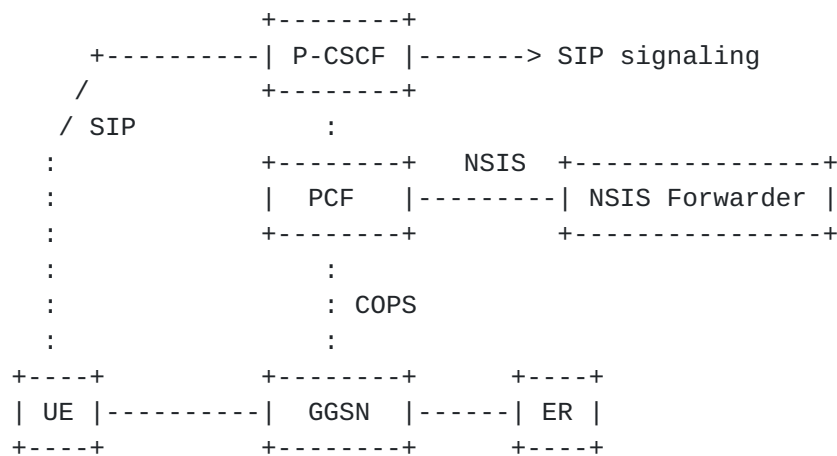 P-CSCF SIP signaling
SIP
NSIS
PCF NSIS Forwarder
COPS
UE GGSN ER